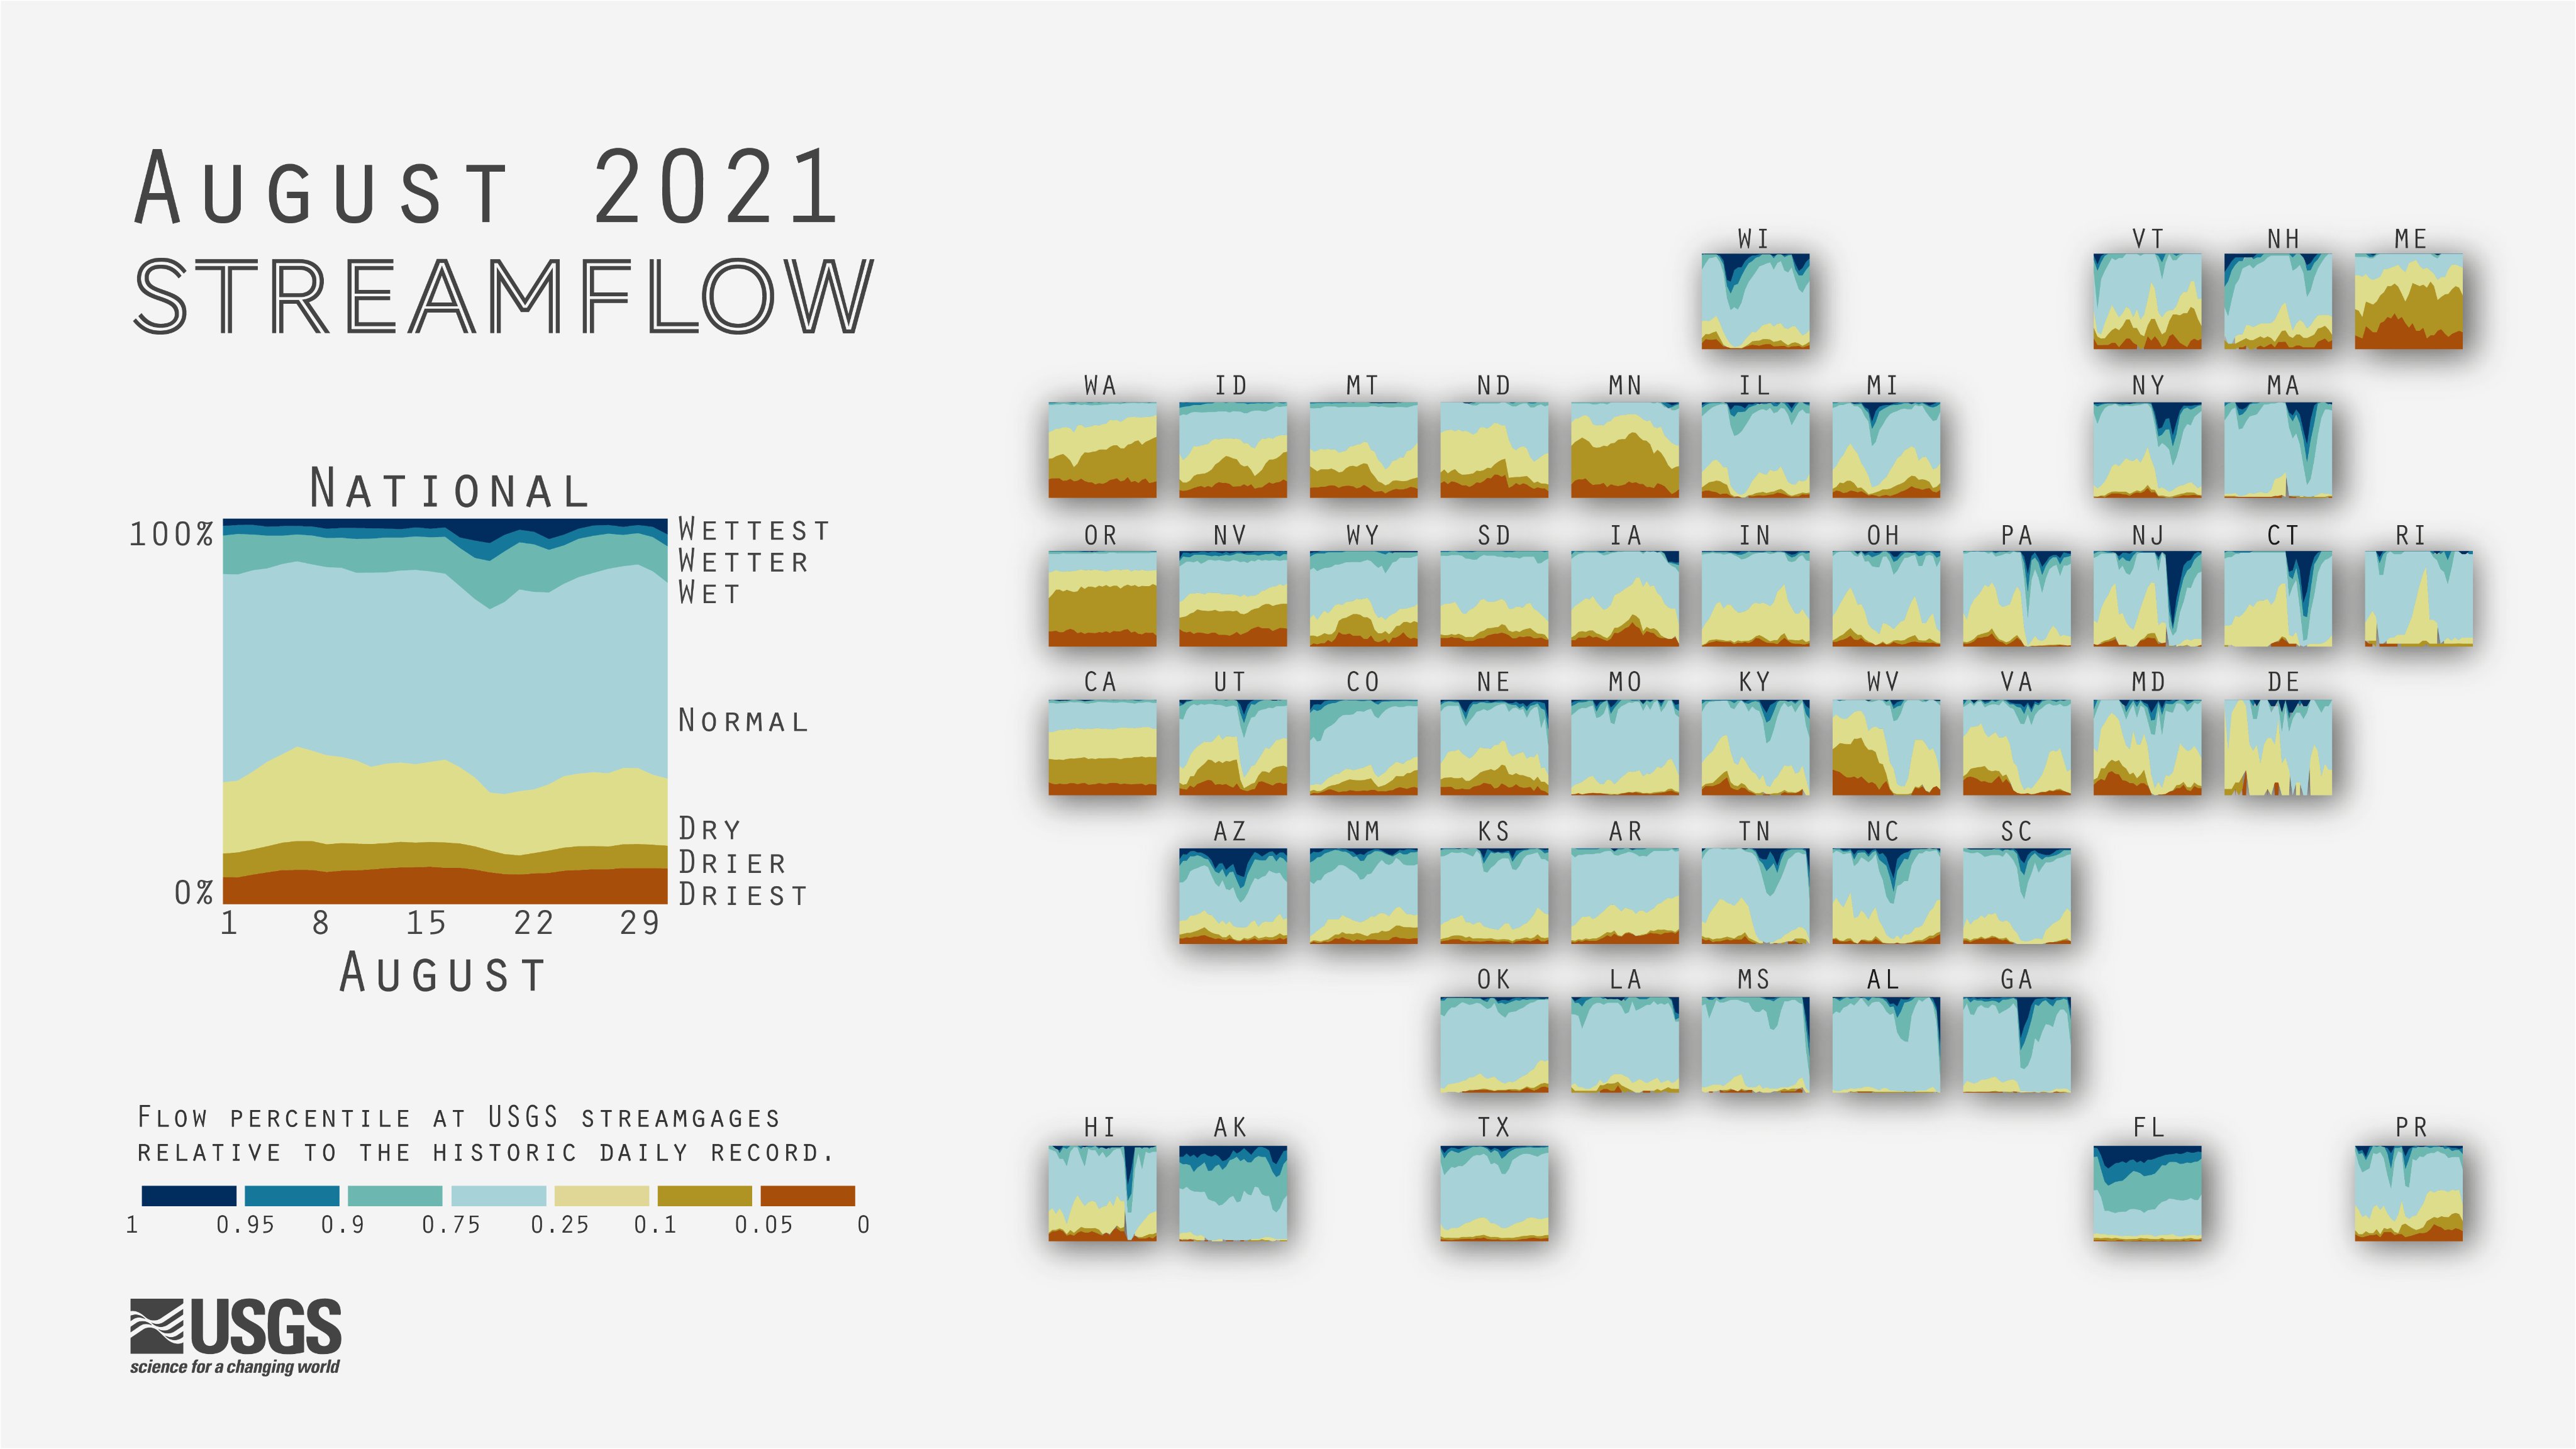 August 2021
STREAMFLOW
National
100%
Wettest
Wetter
Wet
Normal
Dry
Drier
Driest
0%
1 8 15 22 29
August
Flow percentile at USGS streamgages
relative to the historic daily record.
1 0.95 0.9 0.75 0.25 0.1 0.05 0
USGS
science for a changing world
WI VT NH ME
WA ID MT ND MN IL MI NY MA
OR NV WY SD IA IN OH PA NJ CT RI
CA UT CO NE MO KY WV VA MD DE
AZ NM KS AR TN NC SC
OK LA MS AL GA
HI AK TX FL PR